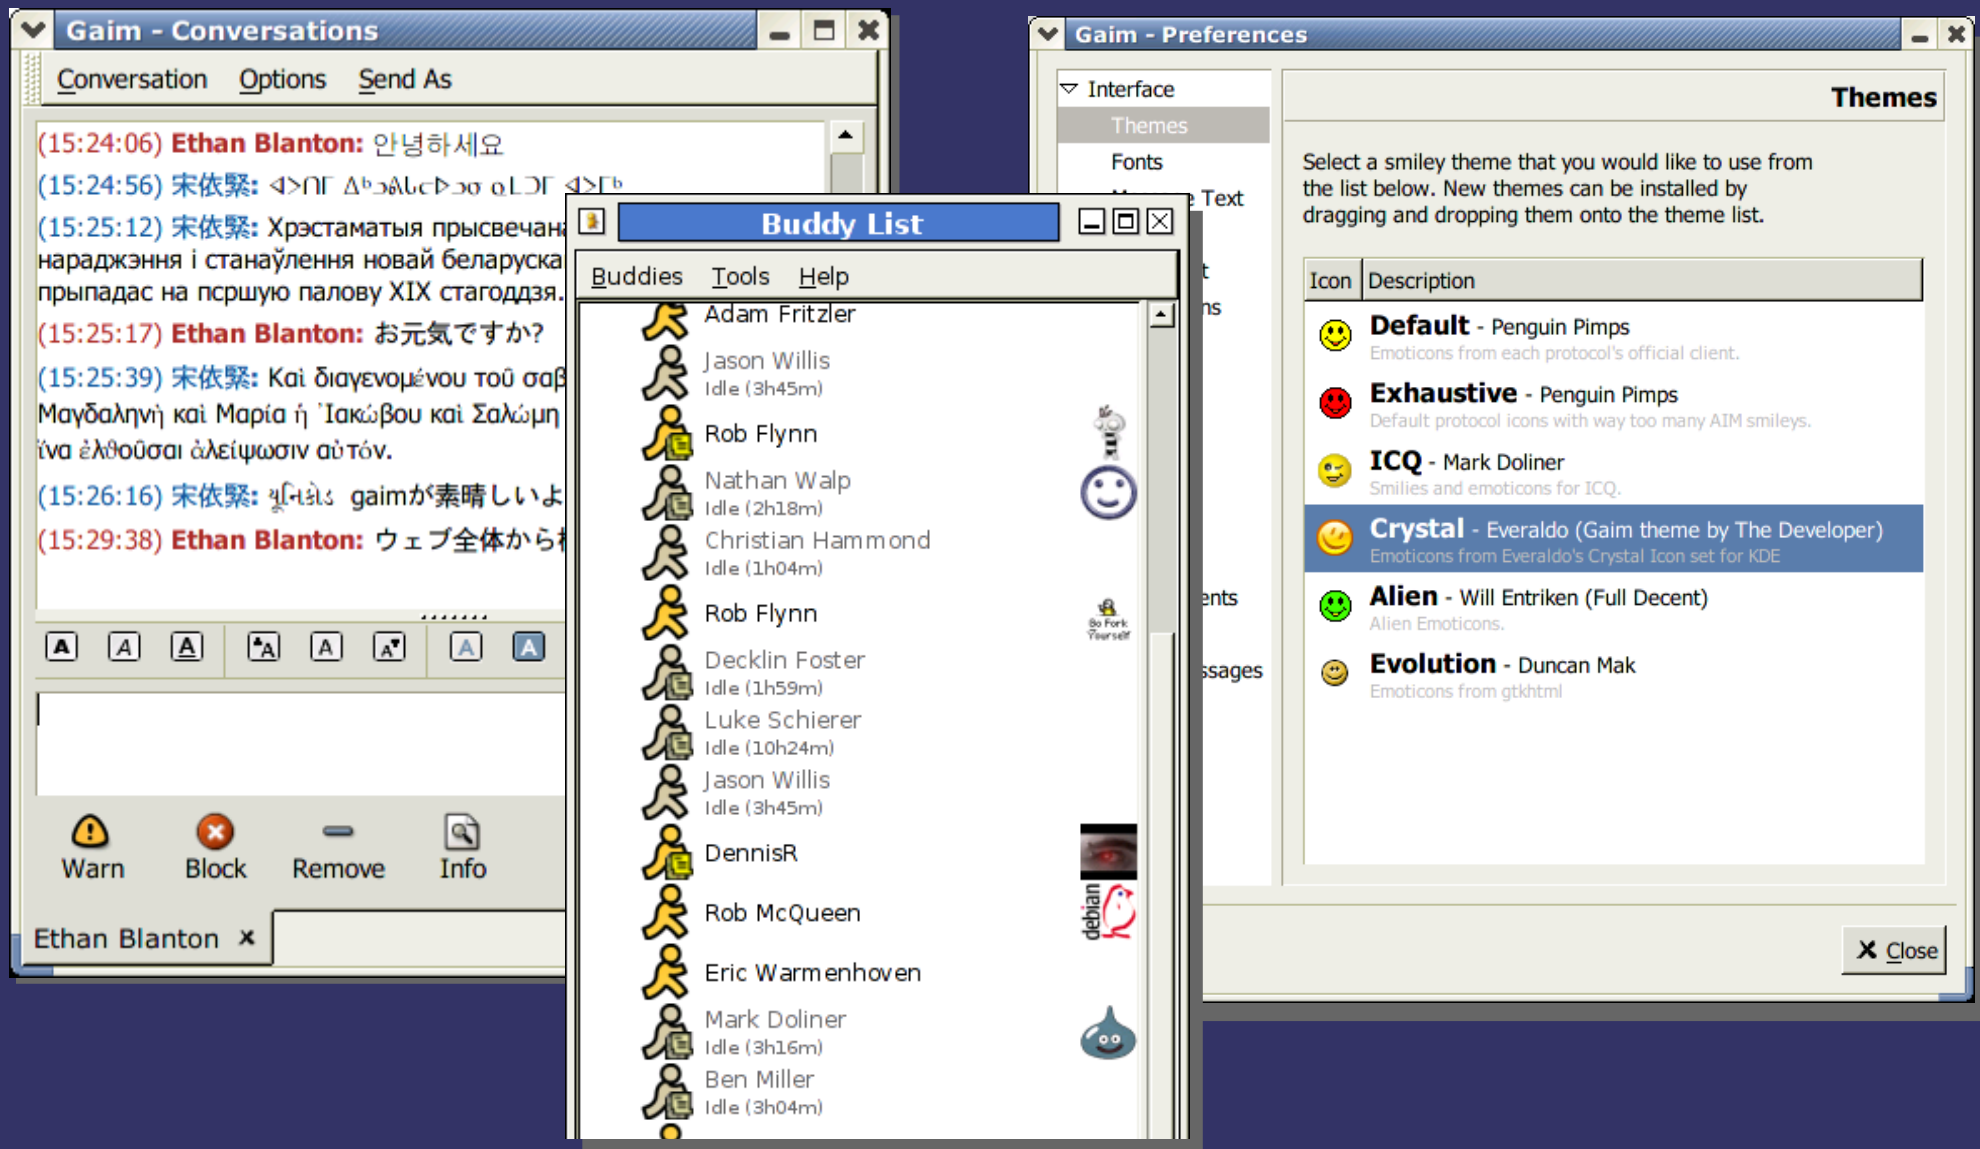 Gaim - Conversations
Conversation Options Send As
(15:24:06) Ethan Blanton: 안녕하세요
(15:24:56) 宋依緊:
(15:25:12) 宋依緊: Хрэстаматыя прысвечана
нараджэння і станаўлення новай беларуска
прыпадас на псршую палову XIX стагоддзя.
(15:25:17) Ethan Blanton: お元気ですか?
(15:25:39) 宋依緊: Καὶ διαγενομένου τοῦ σαβ
Μαγδαληνὴ καὶ Μαρία ἡ Ἰακώβου καὶ Σαλώμη
ἵνα ἐλθοῦσαι ἀλείψωσιν αὐτόν.
(15:26:16) 宋依緊: યૂનિકોડ gaimが素晴しいよ
(15:29:38) Ethan Blanton: ウェブ全体から
Warn Block Remove Info
Ethan Blanton
Buddy List
Buddies Tools Help
Adam Fritzler
Jason Willis
Idle (3h45m)
Rob Flynn
Nathan Walp
Idle (2h18m)
Christian Hammond
Idle (1h04m)
Rob Flynn
Go Fork
Yourself
Decklin Foster
Idle (1h59m)
Luke Schierer
Idle (10h24m)
Jason Willis
Idle (3h45m)
DennisR
Rob McQueen
debian
Eric Warmenhoven
Mark Doliner
Idle (3h16m)
Ben Miller
Idle (3h04m)
Gaim - Preferences
Interface
Themes
Fonts
e Text
t
ns
ents
ssages
Themes
Select a smiley theme that you would like to use from
the list below. New themes can be installed by
dragging and dropping them onto the theme list.
Icon Description
Default - Penguin Pimps
Emoticons from each protocol's official client.
Exhaustive - Penguin Pimps
Default protocol icons with way too many AIM smileys.
ICQ - Mark Doliner
Smilies and emoticons for ICQ.
Crystal - Everaldo (Gaim theme by The Developer)
Emoticons from Everaldo's Crystal Icon set for KDE
Alien - Will Entriken (Full Decent)
Alien Emoticons.
Evolution - Duncan Mak
Emoticons from gtkhtml
Close